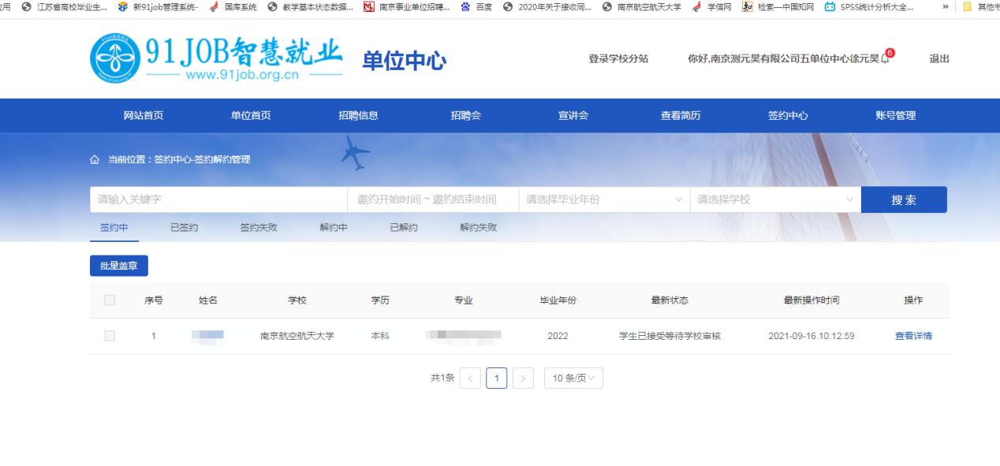 应用 江苏省高校毕业生... 新91job管理系统- 国库系统 教学基本状态数据... 南京事业单位招聘... 百度 2020年关于接收同... 南京航空航天大学 学信网 检索—中国知网 SPSS统计分析大全... » 其他书
91JOB智慧就业 单位中心 登录学校分站 你好,南京测元昊有限公司五单位中心徐元昊 6 退出
www.91job.org.cn
网站首页 单位首页 招聘信息 招聘会 宣讲会 查看简历 签约中心 账号管理
当前位置：签约中心-签约解约管理
请输入关键字 邀约开始时间 ~ 邀约结束时间 请选择毕业年份 请选择学校 搜 索
签约中 已签约 签约失败 解约中 已解约 解约失败
批量盖章
序号 姓名 学校 学历 专业 毕业年份 最新状态 最新操作时间 操作
1 南京航空航天大学 本科 2022 学生已接受等待学校审核 2021-09-16 10:12:59 查看详情
共1条 < 1 > 10 条/页